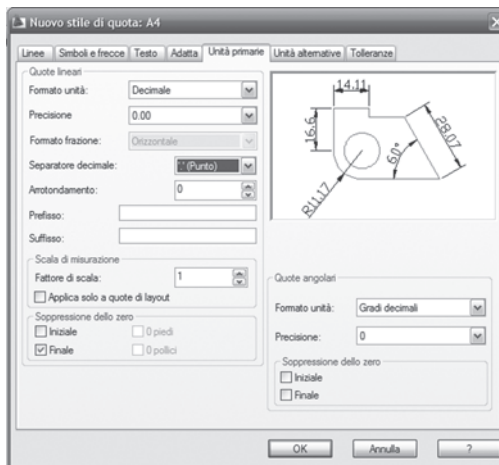 Nuovo stile di quota: A4
Linee Simboli e frecce Testo Adatta Unità primarie Unità alternative Tolleranze
Quote lineari
Formato unità: Decimale
Precisione 0.00
Formato frazione: Orizzontale
Separatore decimale: '.' (Punto)
Arrotondamento: 0
Prefisso:
Suffisso:
Scala di misurazione
Fattore di scala: 1
Applica solo a quote di layout
Soppressione dello zero
Iniziale 0 piedi
Finale 0 pollici
14.11
16.6
28.07
60°
R11.17
Quote angolari
Formato unità: Gradi decimali
Precisione: 0
Soppressione dello zero
Iniziale
Finale
OK Annulla ?